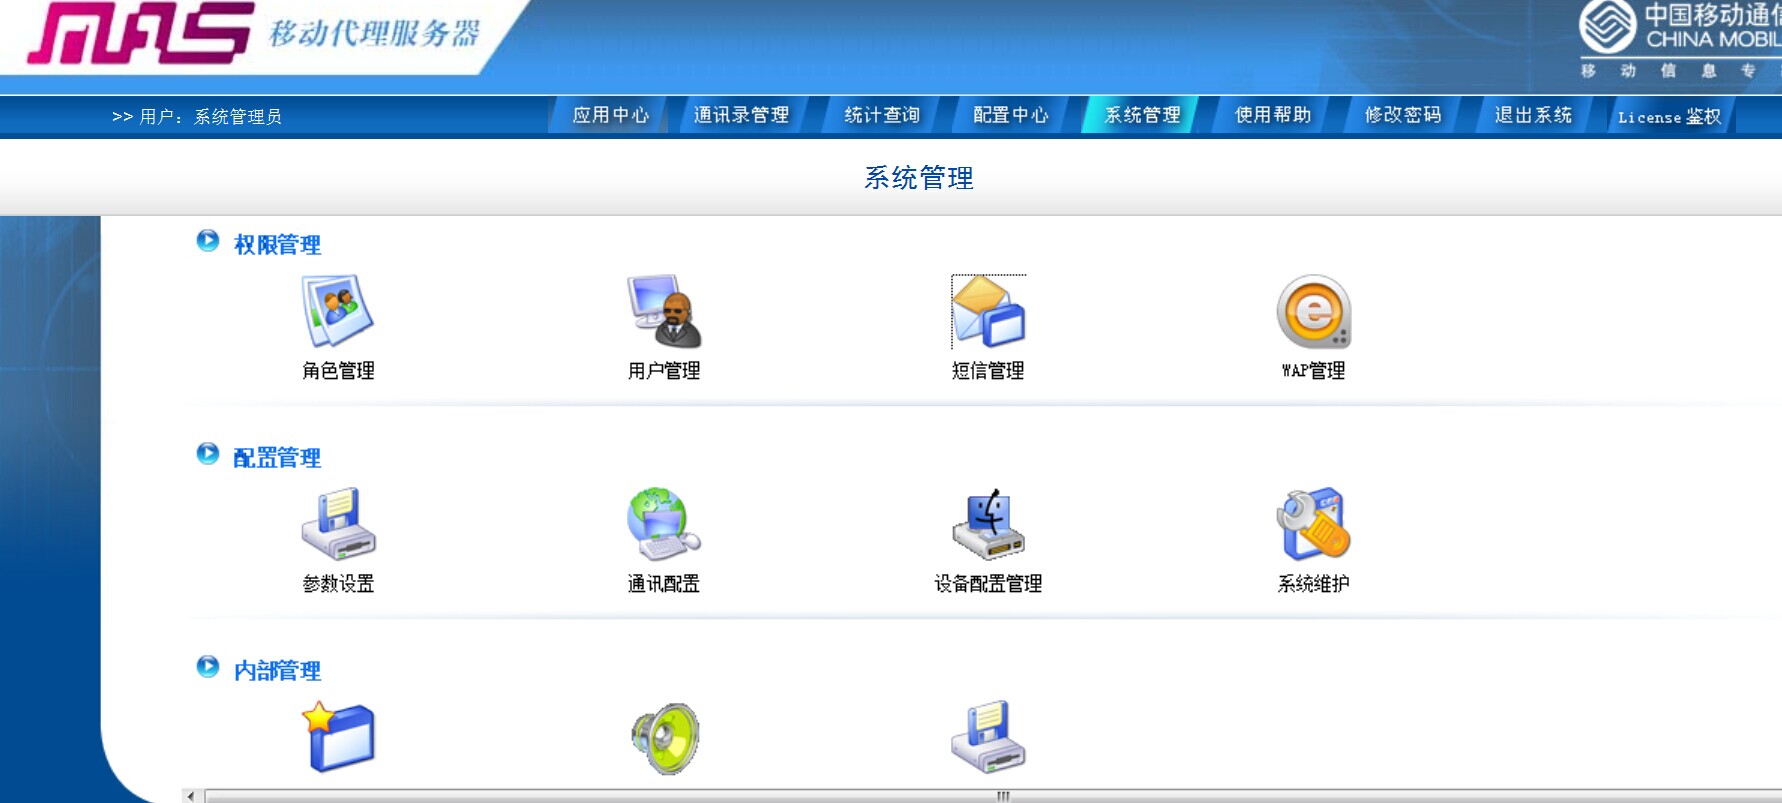 MAS 移动代理服务器
中国移动通信
CHINA MOBIL
移 动 信 息 专
>> 用户：系统管理员
应用中心 通讯录管理 统计查询 配置中心 系统管理 使用帮助 修改密码 退出系统 License 鉴权
系统管理
权限管理
角色管理 用户管理 短信管理 WAP管理
配置管理
参数设置 通讯配置 设备配置管理 系统维护
内部管理